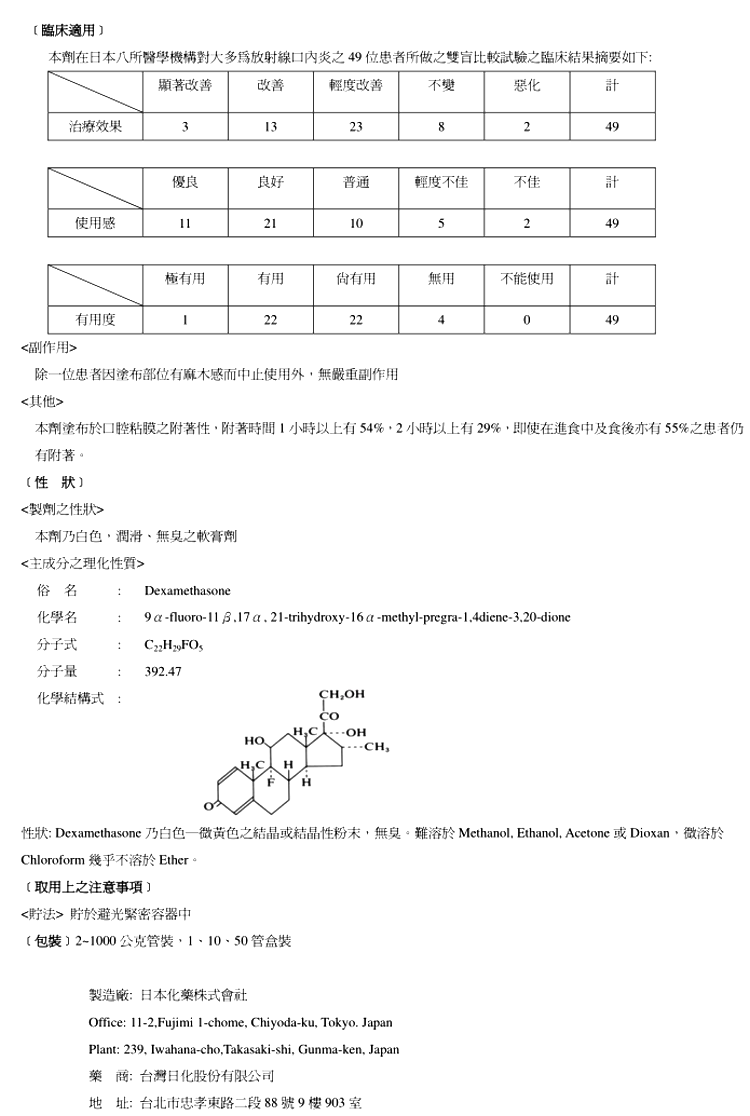 〔臨床適用〕
本劑在日本八所醫學機構對大多為放射線口內炎之 49 位患者所做之雙盲比較試驗之臨床結果摘要如下:
顯著改善 改善 輕度改善 不變 惡化 計
治療效果 3 13 23 8 2 49
優良 良好 普通 輕度不佳 不佳 計
使用感 11 21 10 5 2 49
極有用 有用 尚有用 無用 不能使用 計
有用度 1 22 22 4 0 49
<副作用>
除一位患者因塗布部位有麻木感而中止使用外，無嚴重副作用
<其他>
本劑塗布於口腔粘膜之附著性，附著時間 1 小時以上有 54%，2 小時以上有 29%，即使在進食中及食後亦有 55%之患者仍
有附著。
〔性 狀〕
<製劑之性狀>
本劑乃白色，潤滑、無臭之軟膏劑
<主成分之理化性質>
俗 名 : Dexamethasone
化學名 : 9α-fluoro-11β,17α, 21-trihydroxy-16α-methyl-pregra-1,4diene-3,20-dione
分子式 : C₂₂H₂₉FO₅
分子量 : 392.47
化學結構式 :
CH₂OH
CO
H₃C ---OH
HO ---CH₃
H₃C H
F H
O
性狀: Dexamethasone 乃白色─微黃色之結晶或結晶性粉末，無臭。難溶於 Methanol, Ethanol, Acetone 或 Dioxan，微溶於
Chloroform 幾乎不溶於 Ether。
〔取用上之注意事項〕
<貯法> 貯於避光緊密容器中
〔包裝〕2~1000 公克管裝，1、10、50 管盒裝
製造廠: 日本化藥株式會社
Office: 11-2,Fujimi 1-chome, Chiyoda-ku, Tokyo. Japan
Plant: 239, Iwahana-cho,Takasaki-shi, Gunma-ken, Japan
藥 商: 台灣日化股份有限公司
地 址: 台北市忠孝東路二段 88 號 9 樓 903 室